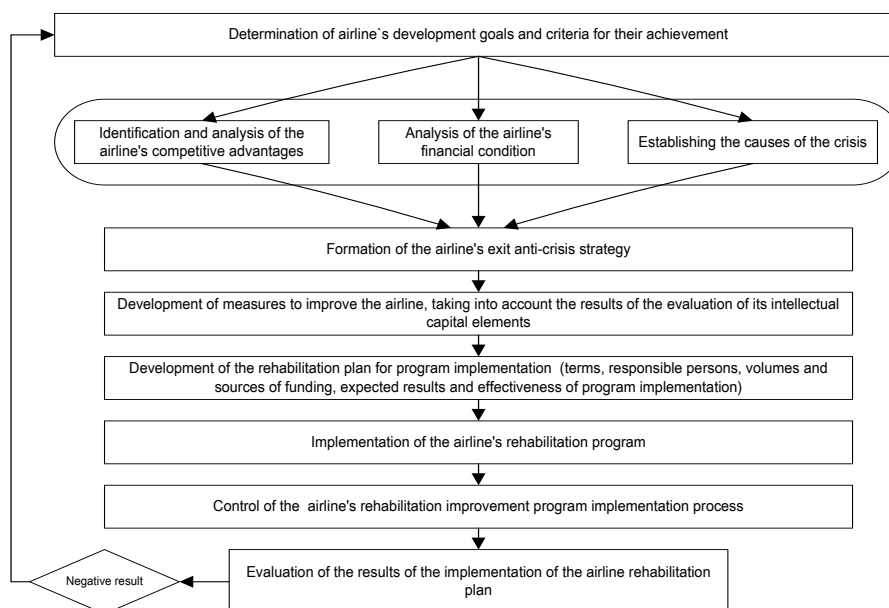 Determination of airline`s development goals and criteria for their achievement
Identification and analysis of the
airline's competitive advantages
Analysis of the airline's
financial condition
Establishing the causes of the crisis
Formation of the airline's exit anti-crisis strategy
Development of measures to improve the airline, taking into account the results of the evaluation of its intellectual
capital elements
Development of the rehabilitation plan for program implementation (terms, responsible persons, volumes and
sources of funding, expected results and effectiveness of program implementation)
Implementation of the airline's rehabilitation program
Control of the airline's rehabilitation improvement program implementation process
Evaluation of the results of the implementation of the airline rehabilitation
plan
Negative result